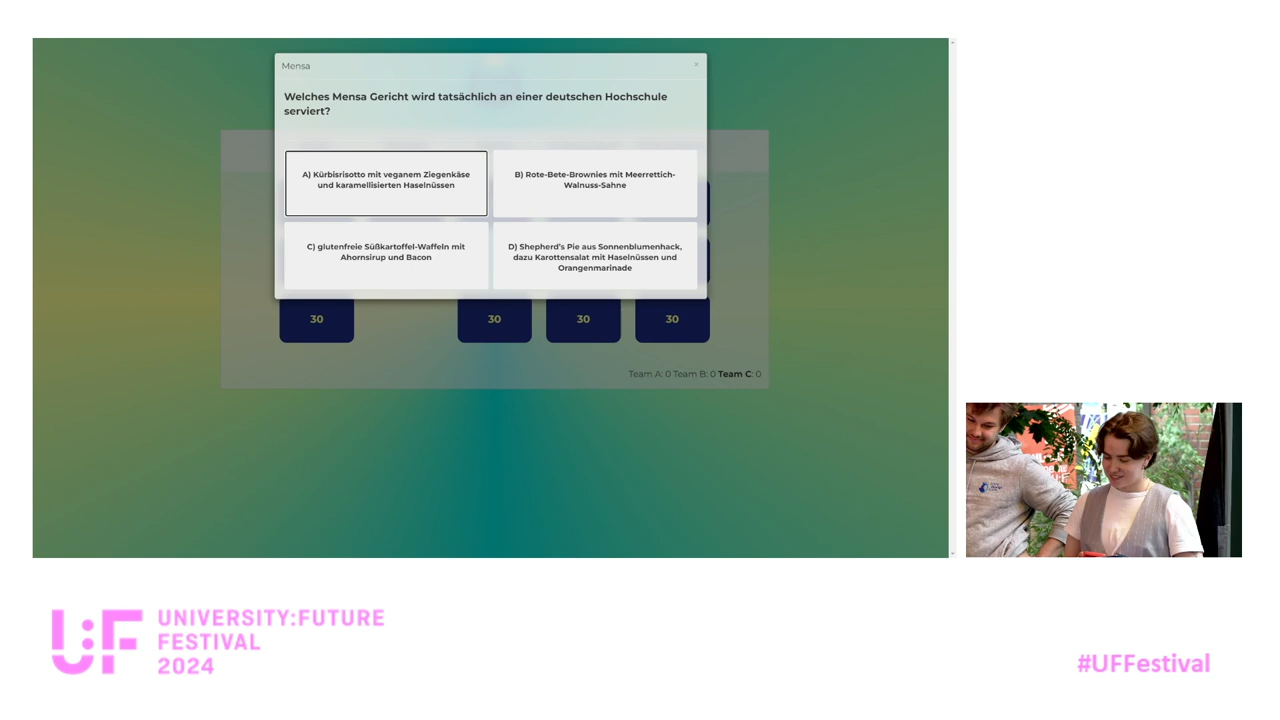 Mensa
×
Welches Mensa Gericht wird tatsächlich an einer deutschen Hochschule
serviert?
A) Kürbisrisotto mit veganem Ziegenkäse
und karamellisierten Haselnüssen
B) Rote-Bete-Brownies mit Meerrettich-
Walnuss-Sahne
C) glutenfreie Süßkartoffel-Waffeln mit
Ahornsirup und Bacon
D) Shepherd's Pie aus Sonnenblumenhack,
dazu Karottensalat mit Haselnüssen und
Orangenmarinade
30 30 30 30
Team A: 0 Team B: 0 Team C: 0
U:F
UNIVERSITY:FUTURE
FESTIVAL
2024
#UFFestival